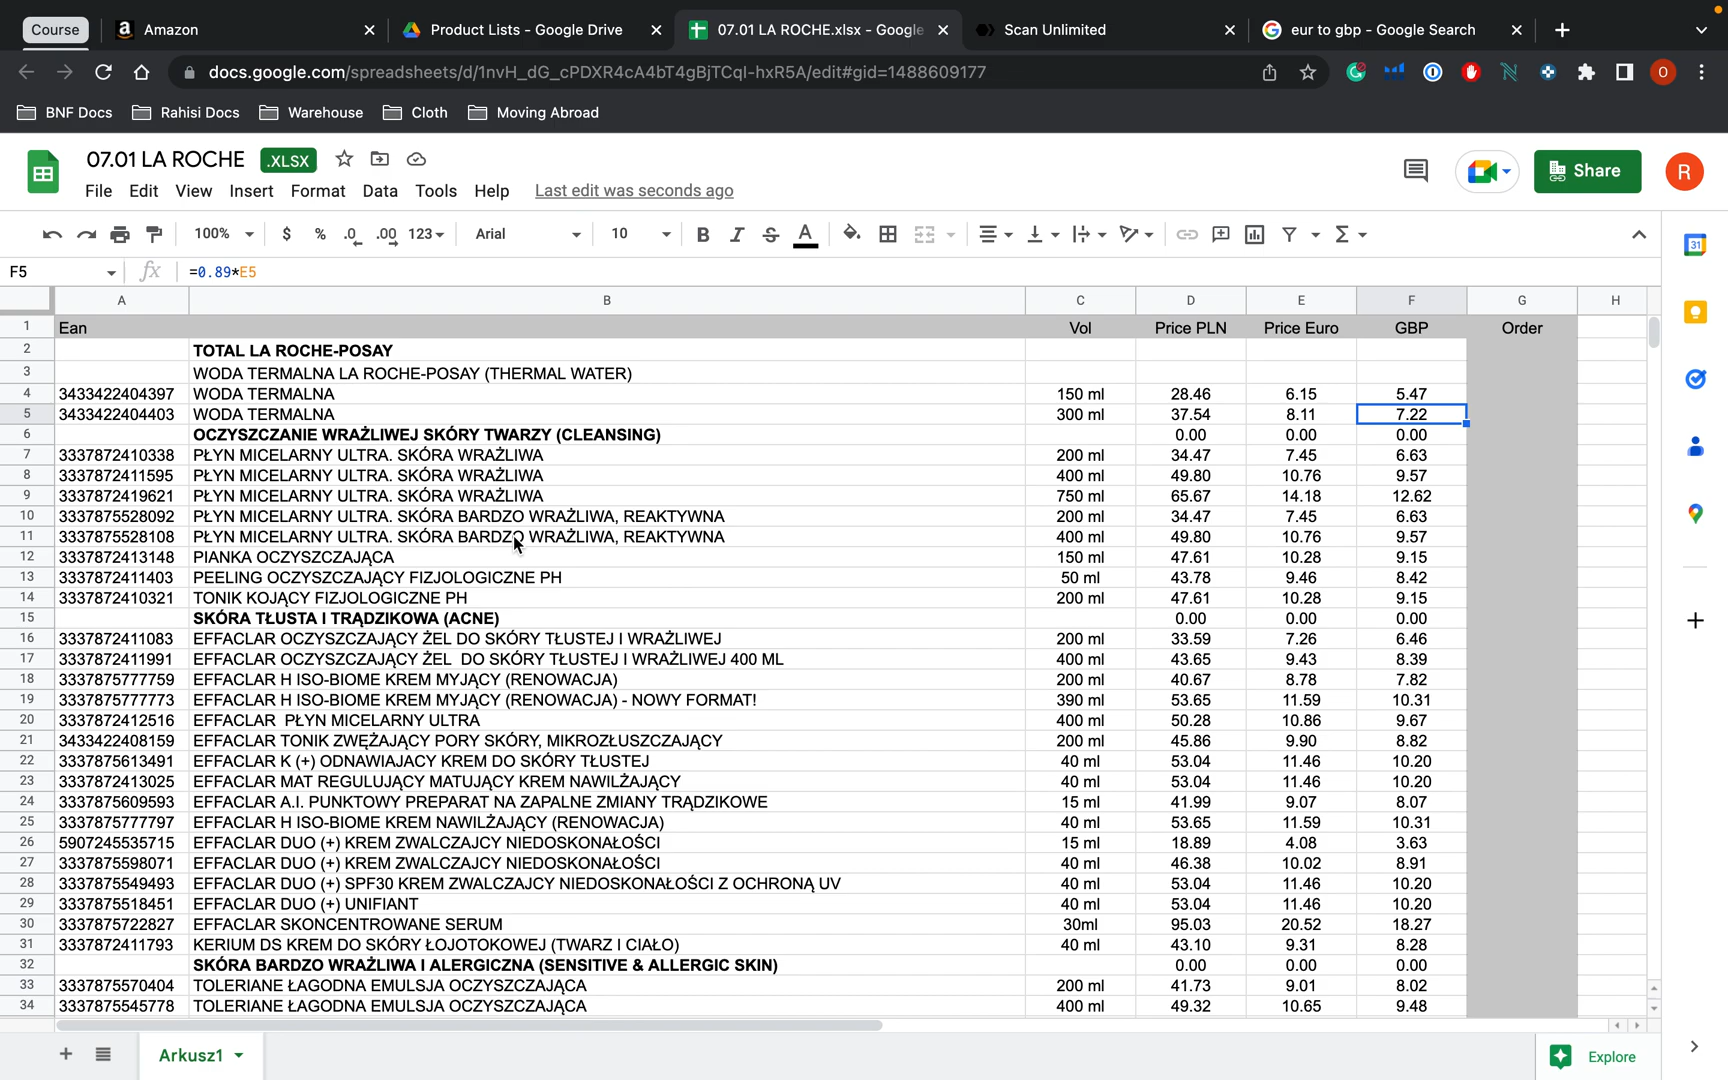 Course Amazon Product Lists - Google Drive 07.01 LA ROCHE.xlsx - Google Scan Unlimited eur to gbp - Google Search
docs.google.com/spreadsheets/d/1nvH_dG_cPDXR4cA4bT4gBjTCqI-hxR5A/edit#gid=1488609177 O
BNF Docs Rahisi Docs Warehouse Cloth Moving Abroad
07.01 LA ROCHE .XLSX Share R
File Edit View Insert Format Data Tools Help Last edit was seconds ago
100% $ % .0 .00 123 Arial 10 B I S A Σ
31
F5 fx =0.89*E5
A B C D E F G H
1 Ean Vol Price PLN Price Euro GBP Order
2 TOTAL LA ROCHE-POSAY
3 WODA TERMALNA LA ROCHE-POSAY (THERMAL WATER)
4 3433422404397 WODA TERMALNA 150 ml 28.46 6.15 5.47
5 3433422404403 WODA TERMALNA 300 ml 37.54 8.11 7.22
6 OCZYSZCZANIE WRAŻLIWEJ SKÓRY TWARZY (CLEANSING) 0.00 0.00 0.00
7 3337872410338 PŁYN MICELARNY ULTRA. SKÓRA WRAŻLIWA 200 ml 34.47 7.45 6.63
8 3337872411595 PŁYN MICELARNY ULTRA. SKÓRA WRAŻLIWA 400 ml 49.80 10.76 9.57
9 3337872419621 PŁYN MICELARNY ULTRA. SKÓRA WRAŻLIWA 750 ml 65.67 14.18 12.62
10 3337875528092 PŁYN MICELARNY ULTRA. SKÓRA BARDZO WRAŻLIWA, REAKTYWNA 200 ml 34.47 7.45 6.63
11 3337875528108 PŁYN MICELARNY ULTRA. SKÓRA BARDZO WRAŻLIWA, REAKTYWNA 400 ml 49.80 10.76 9.57
12 3337872413148 PIANKA OCZYSZCZAJĄCA 150 ml 47.61 10.28 9.15
13 3337872411403 PEELING OCZYSZCZAJĄCY FIZJOLOGICZNE PH 50 ml 43.78 9.46 8.42
14 3337872410321 TONIK KOJĄCY FIZJOLOGICZNE PH 200 ml 47.61 10.28 9.15
15 SKÓRA TŁUSTA I TRĄDZIKOWA (ACNE) 0.00 0.00 0.00
16 3337872411083 EFFACLAR OCZYSZCZAJĄCY ŻEL DO SKÓRY TŁUSTEJ I WRAŻLIWEJ 200 ml 33.59 7.26 6.46
17 3337872411991 EFFACLAR OCZYSZCZAJĄCY ŻEL DO SKÓRY TŁUSTEJ I WRAŻLIWEJ 400 ML 400 ml 43.65 9.43 8.39
18 3337875777759 EFFACLAR H ISO-BIOME KREM MYJĄCY (RENOWACJA) 200 ml 40.67 8.78 7.82
19 3337875777773 EFFACLAR H ISO-BIOME KREM MYJĄCY (RENOWACJA) - NOWY FORMAT! 390 ml 53.65 11.59 10.31
20 3337872412516 EFFACLAR PŁYN MICELARNY ULTRA 400 ml 50.28 10.86 9.67
21 3433422408159 EFFACLAR TONIK ZWĘŻAJĄCY PORY SKÓRY, MIKROZŁUSZCZAJĄCY 200 ml 45.86 9.90 8.82
22 3337875613491 EFFACLAR K (+) ODNAWIAJACY KREM DO SKÓRY TŁUSTEJ 40 ml 53.04 11.46 10.20
23 3337872413025 EFFACLAR MAT REGULUJĄCY MATUJĄCY KREM NAWILŻAJĄCY 40 ml 53.04 11.46 10.20
24 3337875609593 EFFACLAR A.I. PUNKTOWY PREPARAT NA ZAPALNE ZMIANY TRĄDZIKOWE 15 ml 41.99 9.07 8.07
25 3337875777797 EFFACLAR H ISO-BIOME KREM NAWILŻAJĄCY (RENOWACJA) 40 ml 53.65 11.59 10.31
26 5907245535715 EFFACLAR DUO (+) KREM ZWALCZAJCY NIEDOSKONAŁOŚCI 15 ml 18.89 4.08 3.63
27 3337875598071 EFFACLAR DUO (+) KREM ZWALCZAJCY NIEDOSKONAŁOŚCI 40 ml 46.38 10.02 8.91
28 3337875549493 EFFACLAR DUO (+) SPF30 KREM ZWALCZAJCY NIEDOSKONAŁOŚCI Z OCHRONĄ UV 40 ml 53.04 11.46 10.20
29 3337875518451 EFFACLAR DUO (+) UNIFIANT 40 ml 53.04 11.46 10.20
30 3337875722827 EFFACLAR SKONCENTROWANE SERUM 30ml 95.03 20.52 18.27
31 3337872411793 KERIUM DS KREM DO SKÓRY ŁOJOTOKOWEJ (TWARZ I CIAŁO) 40 ml 43.10 9.31 8.28
32 SKÓRA BARDZO WRAŻLIWA I ALERGICZNA (SENSITIVE & ALLERGIC SKIN) 0.00 0.00 0.00
33 3337875570404 TOLERIANE ŁAGODNA EMULSJA OCZYSZCZAJĄCA 200 ml 41.73 9.01 8.02
34 3337875545778 TOLERIANE ŁAGODNA EMULSJA OCZYSZCZAJĄCA 400 ml 49.32 10.65 9.48
Arkusz1 Explore